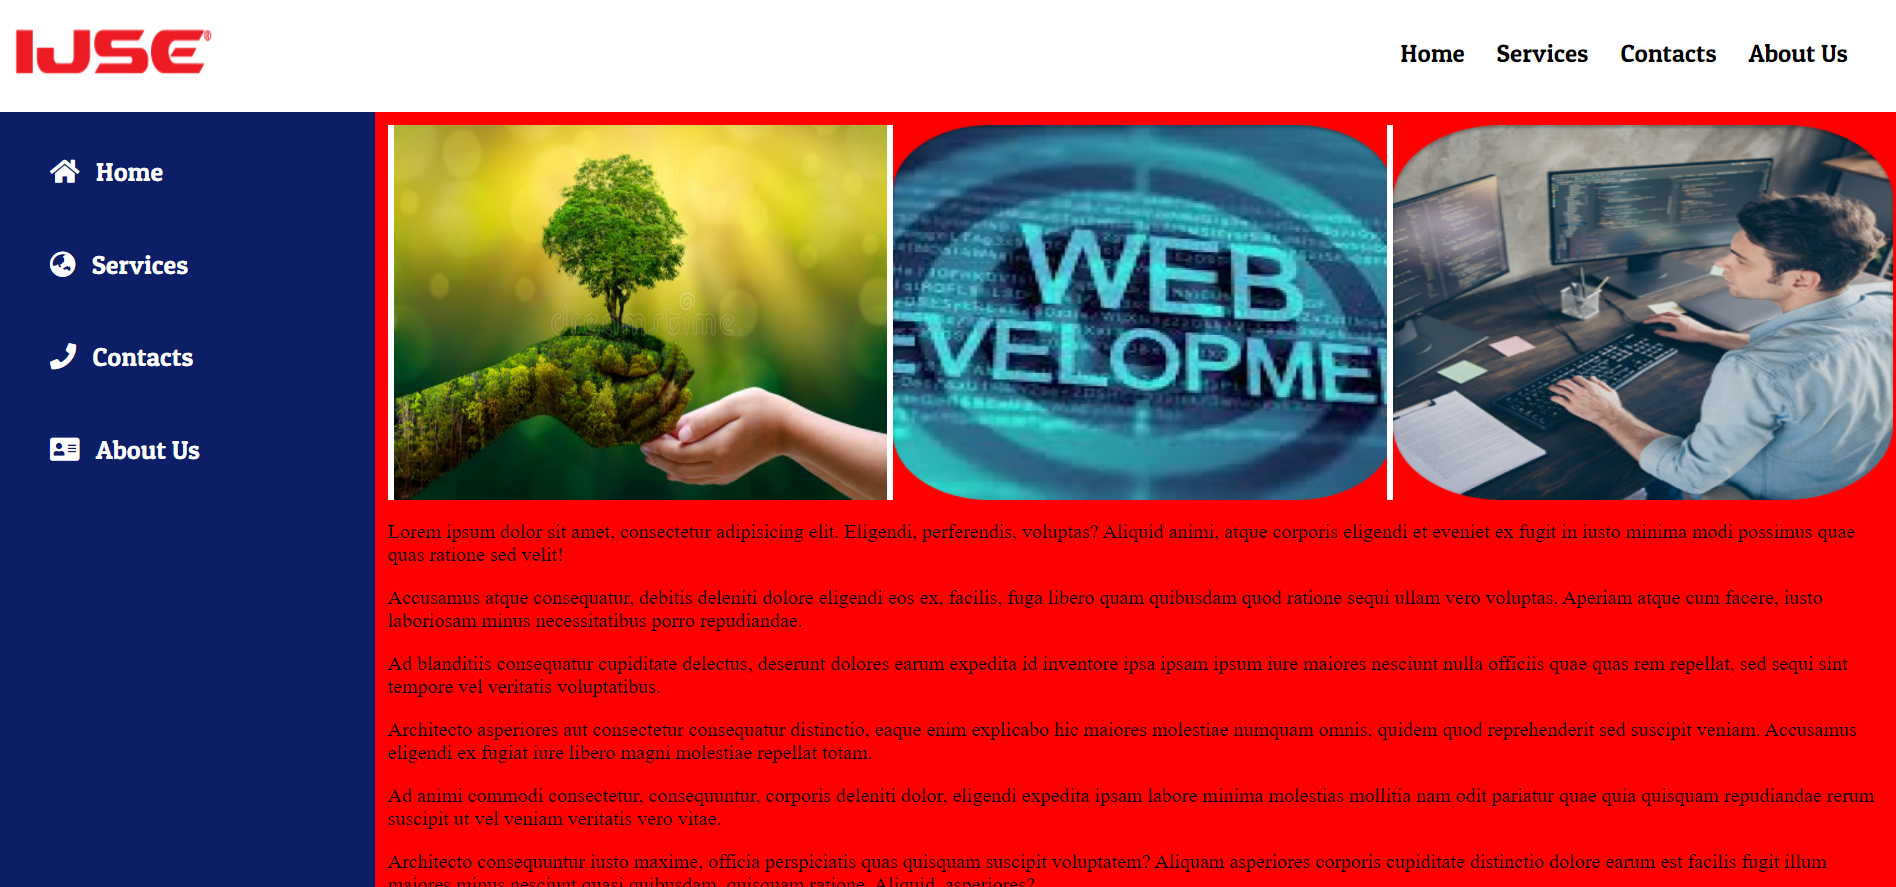 IJSE®
Home Services Contacts About Us
Home
Services
Contacts
About Us
dreamstime
WEB
EVELOPME
Lorem ipsum dolor sit amet, consectetur adipisicing elit. Eligendi, perferendis, voluptas? Aliquid animi, atque corporis eligendi et eveniet ex fugit in iusto minima modi possimus quae
quas ratione sed velit!
Accusamus atque consequatur, debitis deleniti dolore eligendi eos ex, facilis, fuga libero quam quibusdam quod ratione sequi ullam vero voluptas. Aperiam atque cum facere, iusto
laboriosam minus necessitatibus porro repudiandae.
Ad blanditiis consequatur cupiditate delectus, deserunt dolores earum expedita id inventore ipsa ipsam ipsum iure maiores nesciunt nulla officiis quae quas rem repellat, sed sequi sint
tempore vel veritatis voluptatibus.
Architecto asperiores aut consectetur consequatur distinctio, eaque enim explicabo hic maiores molestiae numquam omnis, quidem quod reprehenderit sed suscipit veniam. Accusamus
eligendi ex fugiat iure libero magni molestiae repellat totam.
Ad animi commodi consectetur, consequuntur, corporis deleniti dolor, eligendi expedita ipsam labore minima molestias mollitia nam odit pariatur quae quia quisquam repudiandae rerum
suscipit ut vel veniam veritatis vero vitae.
Architecto consequuntur iusto maxime, officia perspiciatis quas quisquam suscipit voluptatem? Aliquam asperiores corporis cupiditate distinctio dolore earum est facilis fugit illum
maiores minus nesciunt quasi quibusdam, quisquam ratione. Aliquid, asperiores?